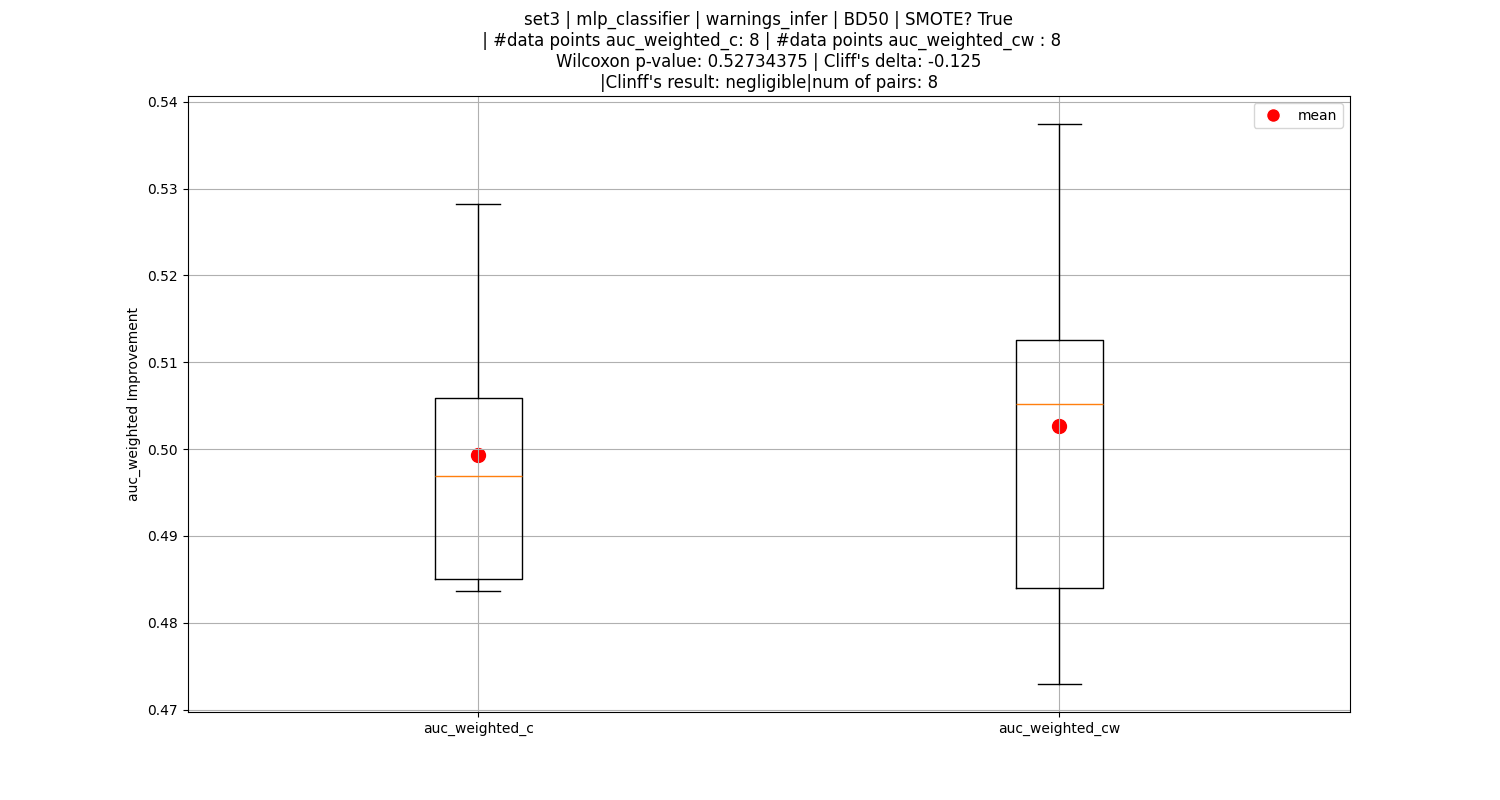 set3 | mlp_classifier | warnings_infer | BD50 | SMOTE? True
| #data points auc_weighted_c: 8 | #data points auc_weighted_cw : 8
Wilcoxon p-value: 0.52734375 | Cliff's delta: -0.125
|Clinff's result: negligible|num of pairs: 8
mean
auc_weighted Improvement
0.54
0.53
0.52
0.51
0.50
0.49
0.48
0.47
auc_weighted_c
auc_weighted_cw